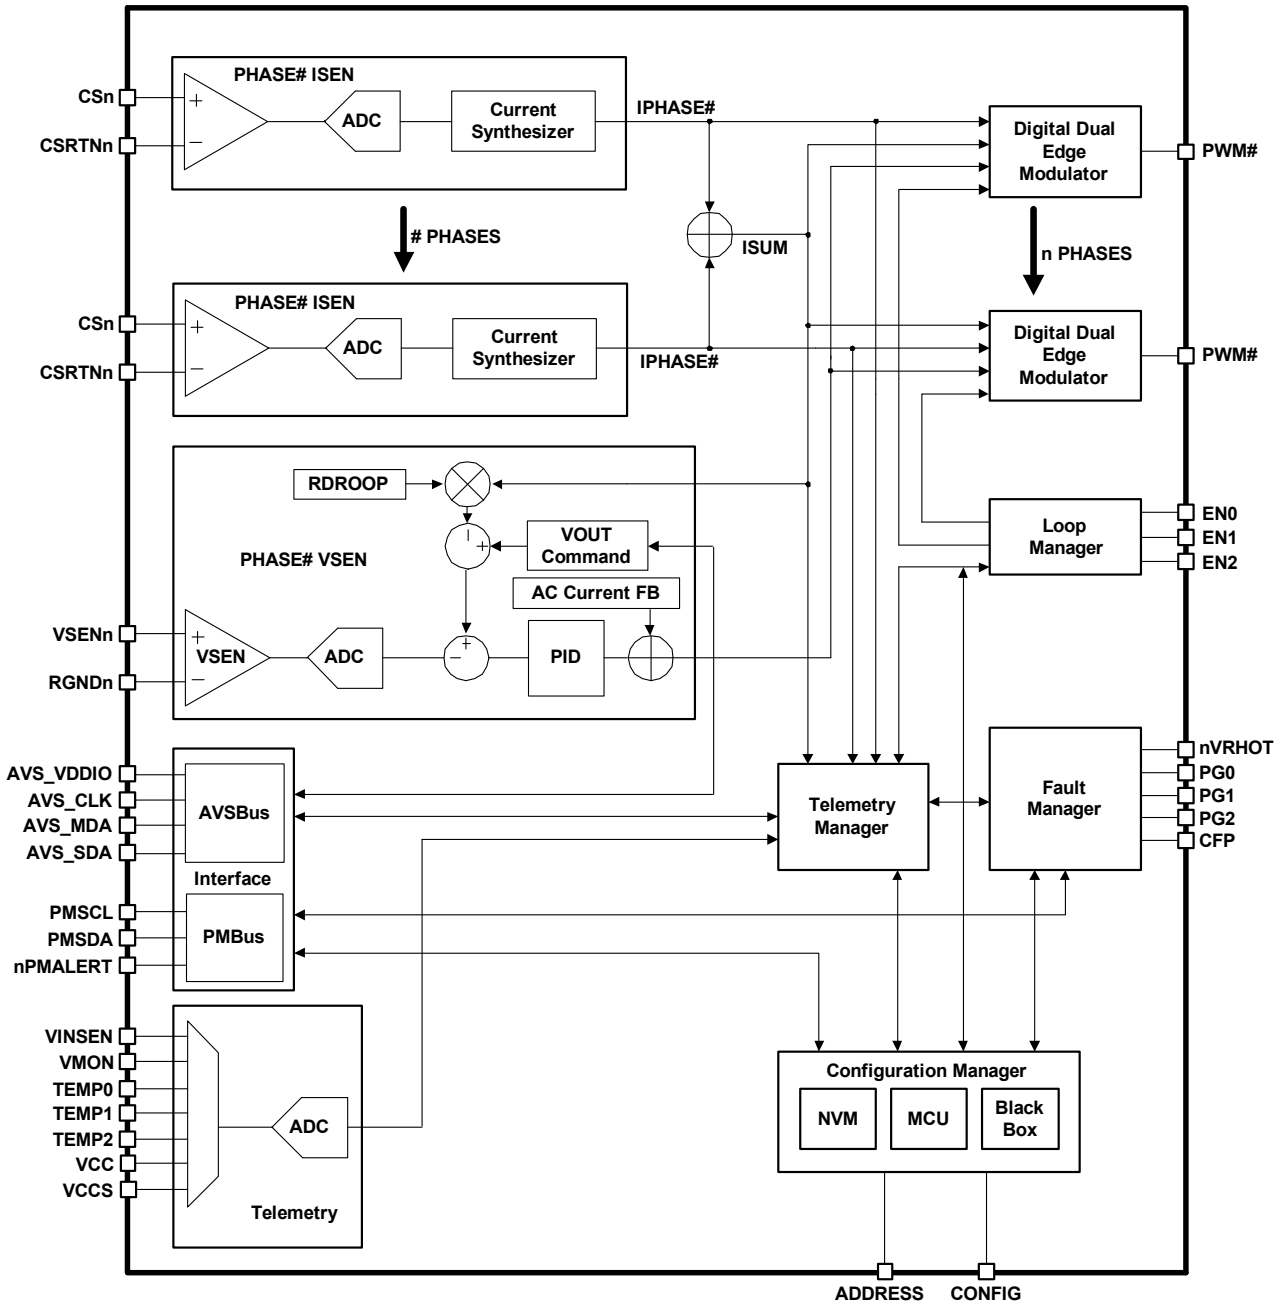 PHASE# ISEN
CSn
+
ADC
Current
Synthesizer
IPHASE#
Digital Dual
Edge
Modulator
PWM#
CSRTNn
−
# PHASES
ISUM
n PHASES
PHASE# ISEN
CSn
+
ADC
Current
Synthesizer
IPHASE#
Digital Dual
Edge
Modulator
PWM#
CSRTNn
−
RDROOP
−
+
VOUT
Command
PHASE# VSEN
AC Current FB
Loop
Manager
EN0
EN1
EN2
VSENn
+
VSEN
−
RGNDn
ADC
+
−
PID
AVS_VDDIO
AVS_CLK
AVS_MDA
AVS_SDA
AVSBus
Interface
PMSCL
PMSDA
nPMALERT
PMBus
Telemetry
Manager
Fault
Manager
nVRHOT
PG0
PG1
PG2
CFP
VINSEN
VMON
TEMP0
TEMP1
TEMP2
VCC
VCCS
ADC
Telemetry
Configuration Manager
NVM
MCU
Black
Box
ADDRESS
CONFIG